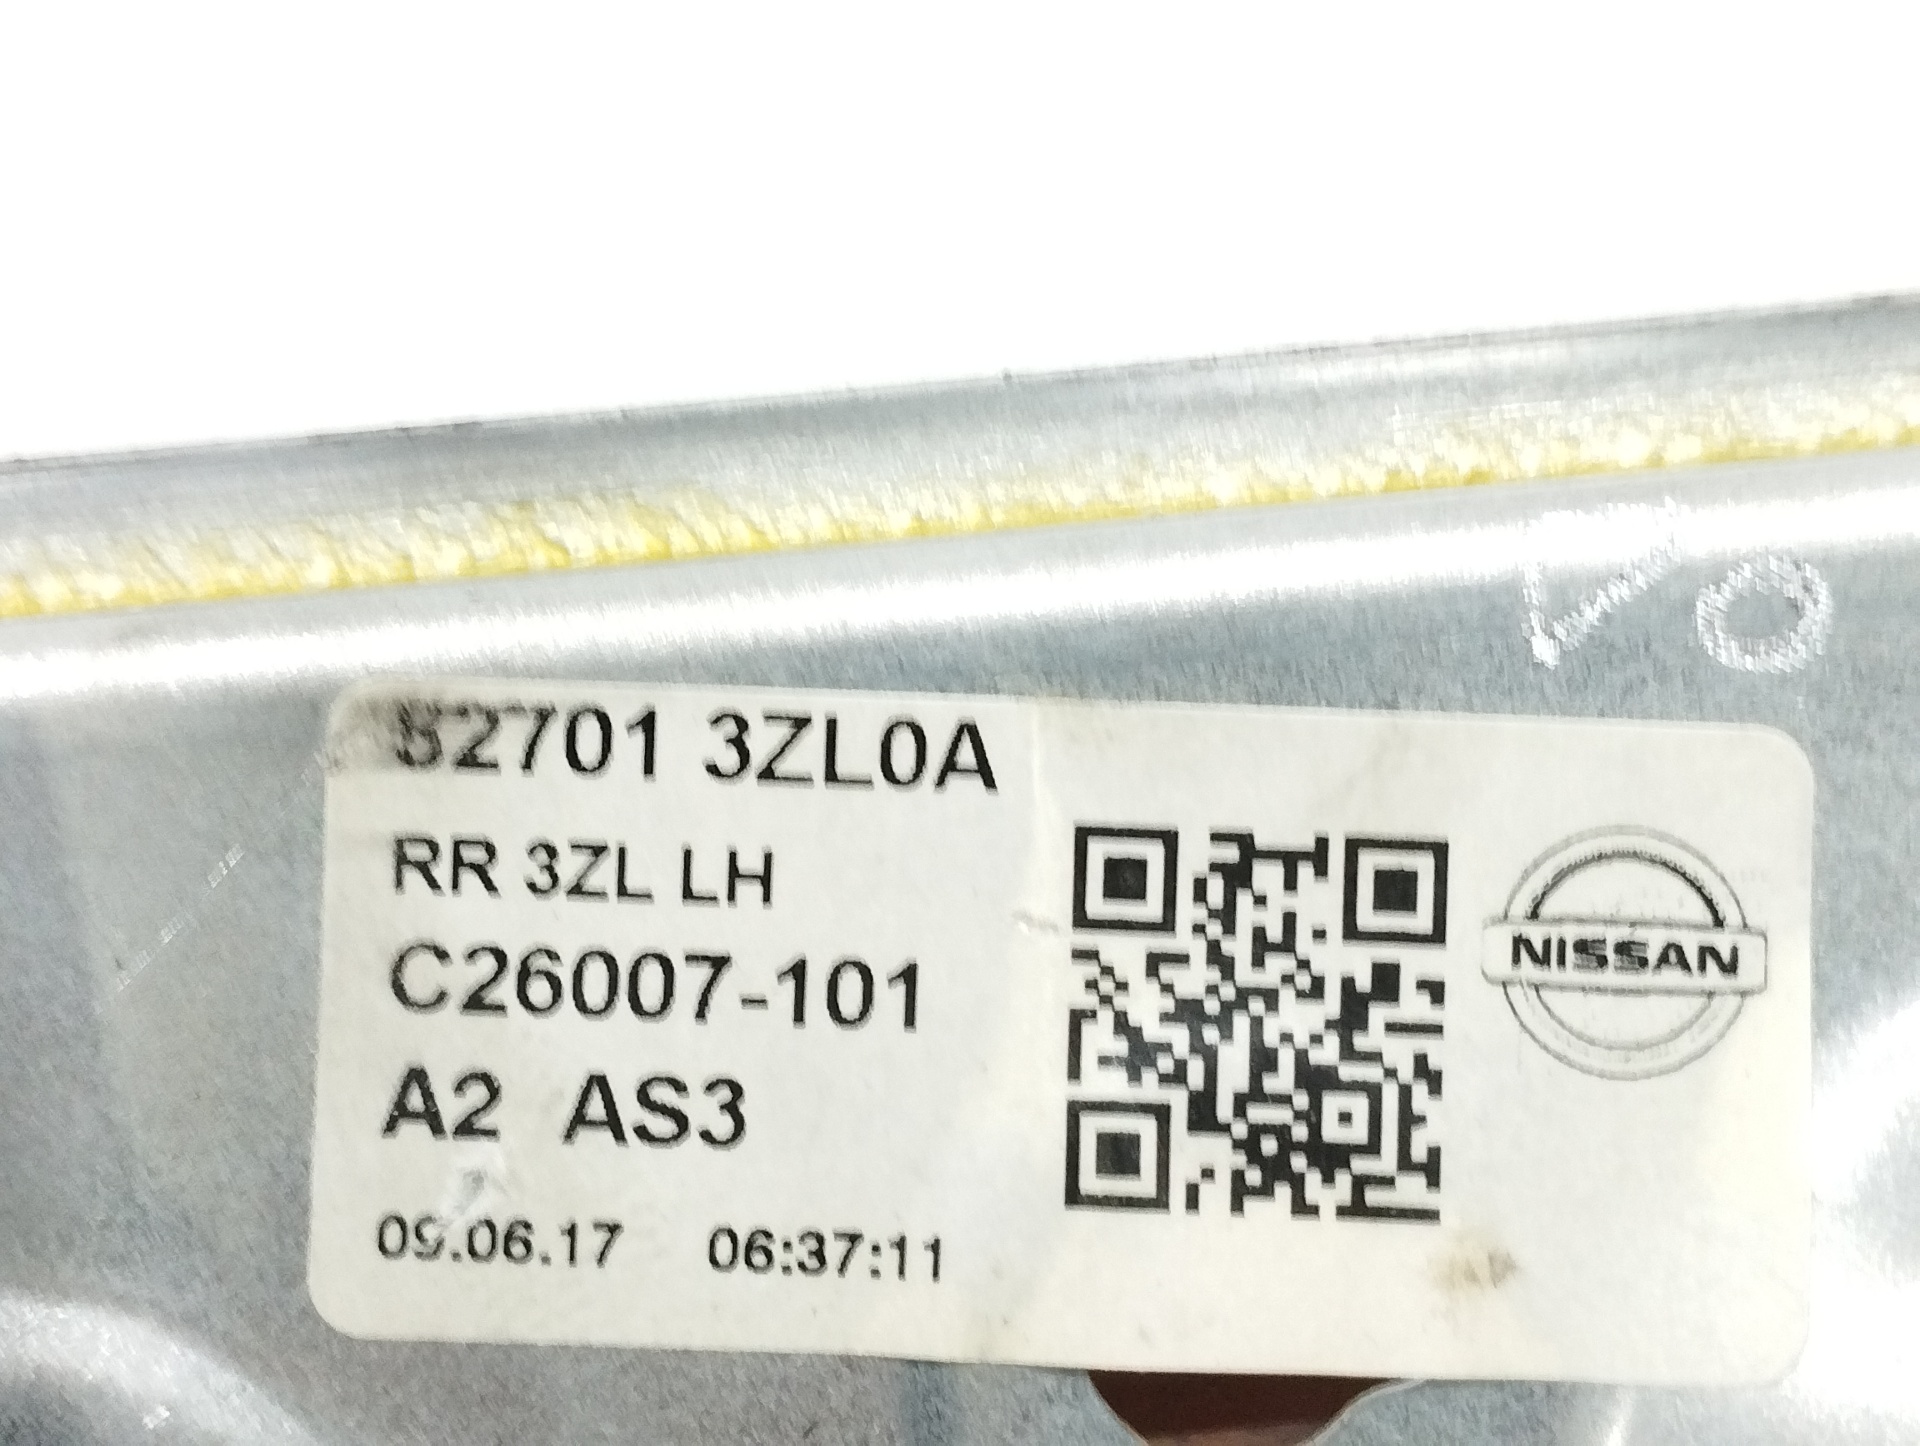 82701 3ZL0A
RR 3ZL LH
C26007-101
A2 AS3
09.06.17 06:37:11
NISSAN